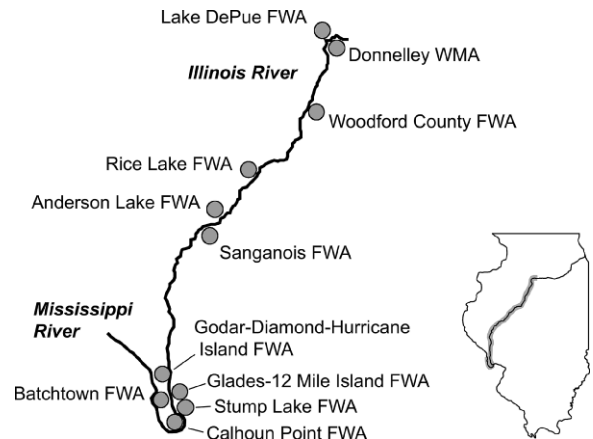 Lake DePue FWA
Donnelley WMA
Illinois River
Woodford County FWA
Rice Lake FWA
Anderson Lake FWA
Sanganois FWA
Mississippi
River
Godar-Diamond-Hurricane
Island FWA
Glades-12 Mile Island FWA
Batchtown FWA
Stump Lake FWA
Calhoun Point FWA